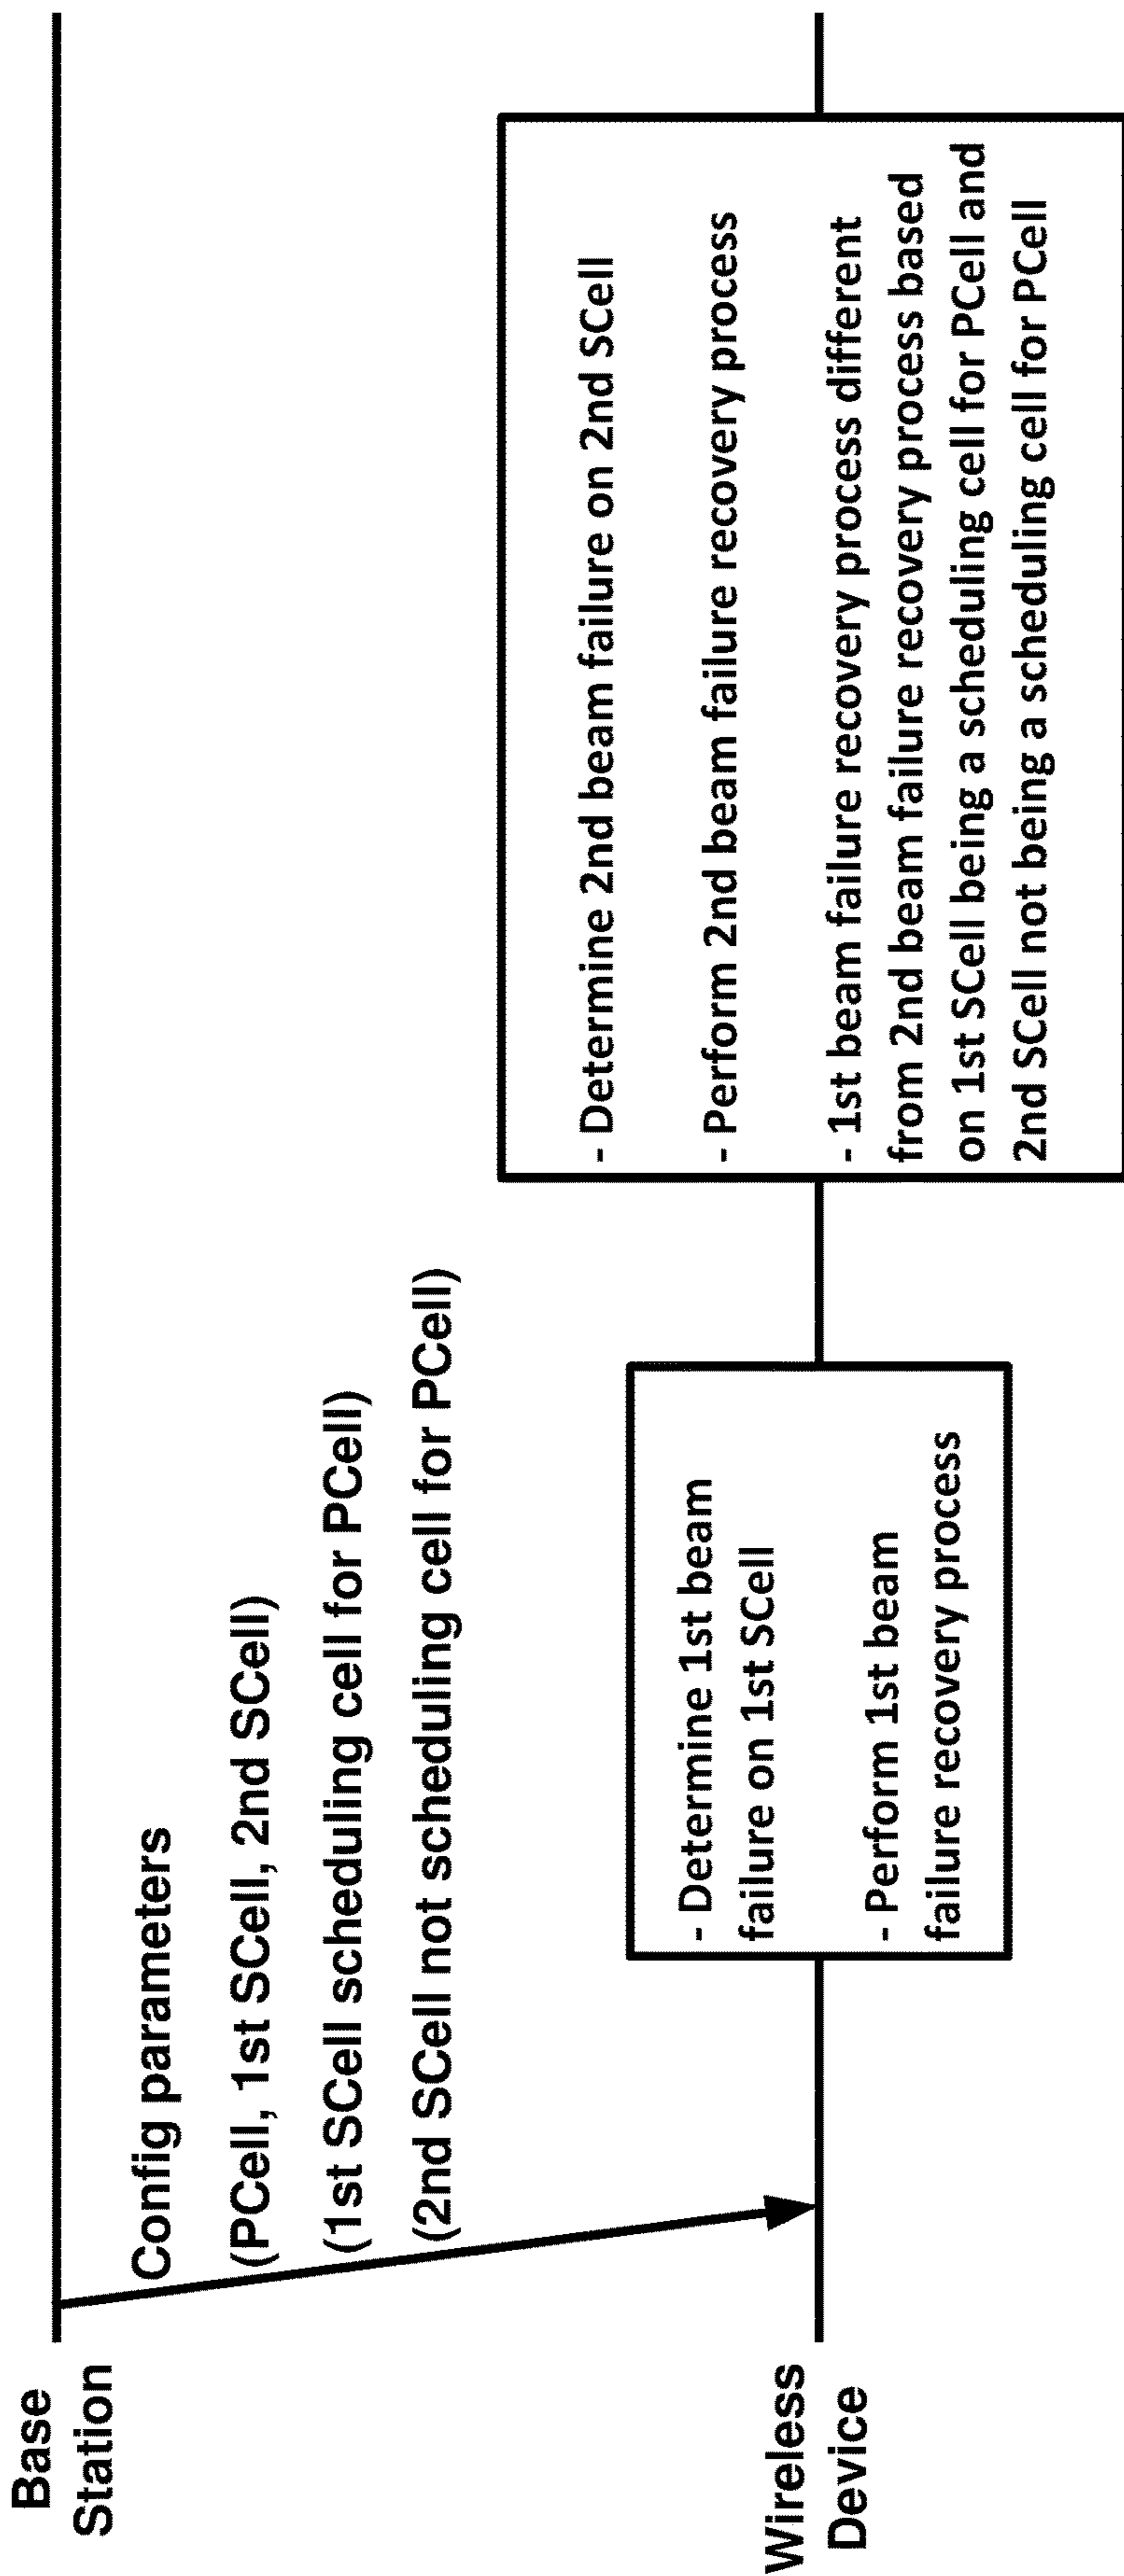 Base
Station
Config parameters
(PCell, 1st SCell, 2nd SCell)
(1st SCell scheduling cell for PCell)
(2nd SCell not scheduling cell for PCell)
Wireless
Device
- Determine 1st beam
failure on 1st SCell
- Perform 1st beam
failure recovery process
- Determine 2nd beam failure on 2nd SCell
- Perform 2nd beam failure recovery process
- 1st beam failure recovery process different
from 2nd beam failure recovery process based
on 1st SCell being a scheduling cell for PCell and
2nd SCell not being a scheduling cell for PCell